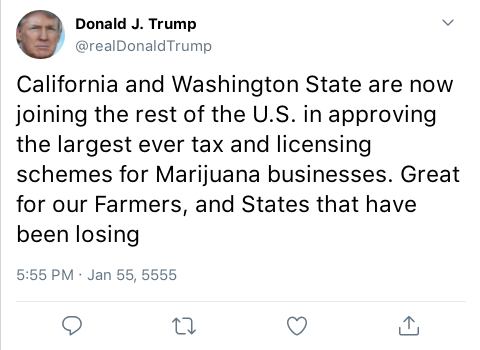 Donald J. Trump
@realDonaldTrump
California and Washington State are now
joining the rest of the U.S. in approving
the largest ever tax and licensing
schemes for Marijuana businesses. Great
for our Farmers, and States that have
been losing
5:55 PM · Jan 55, 5555